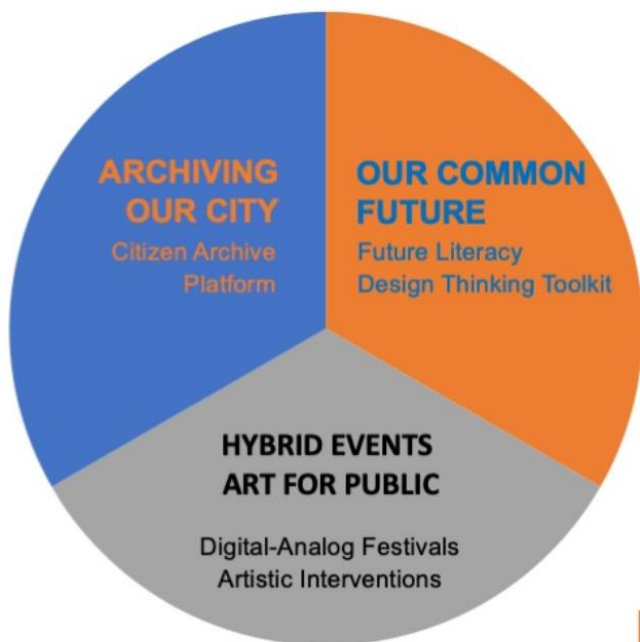 ARCHIVING
OUR CITY
Citizen Archive
Platform
OUR COMMON
FUTURE
Future Literacy
Design Thinking Toolkit
HYBRID EVENTS
ART FOR PUBLIC
Digital-Analog Festivals
Artistic Interventions